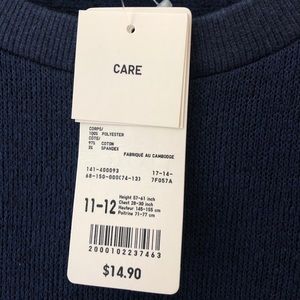 CARE
CORPS/
100% POLYESTER
COTE/
97% COTON
3% SPANDEX
FABRIQUÉ AU CAMBODGE
141-400093
17-14-
68-150-000(74-13)
7F057A
11-12
Height 57-61 inch
Chest 28-30 inch
Hauteur 145-155 cm
Poitrine 71-77 cm
2000102237463
$14.90